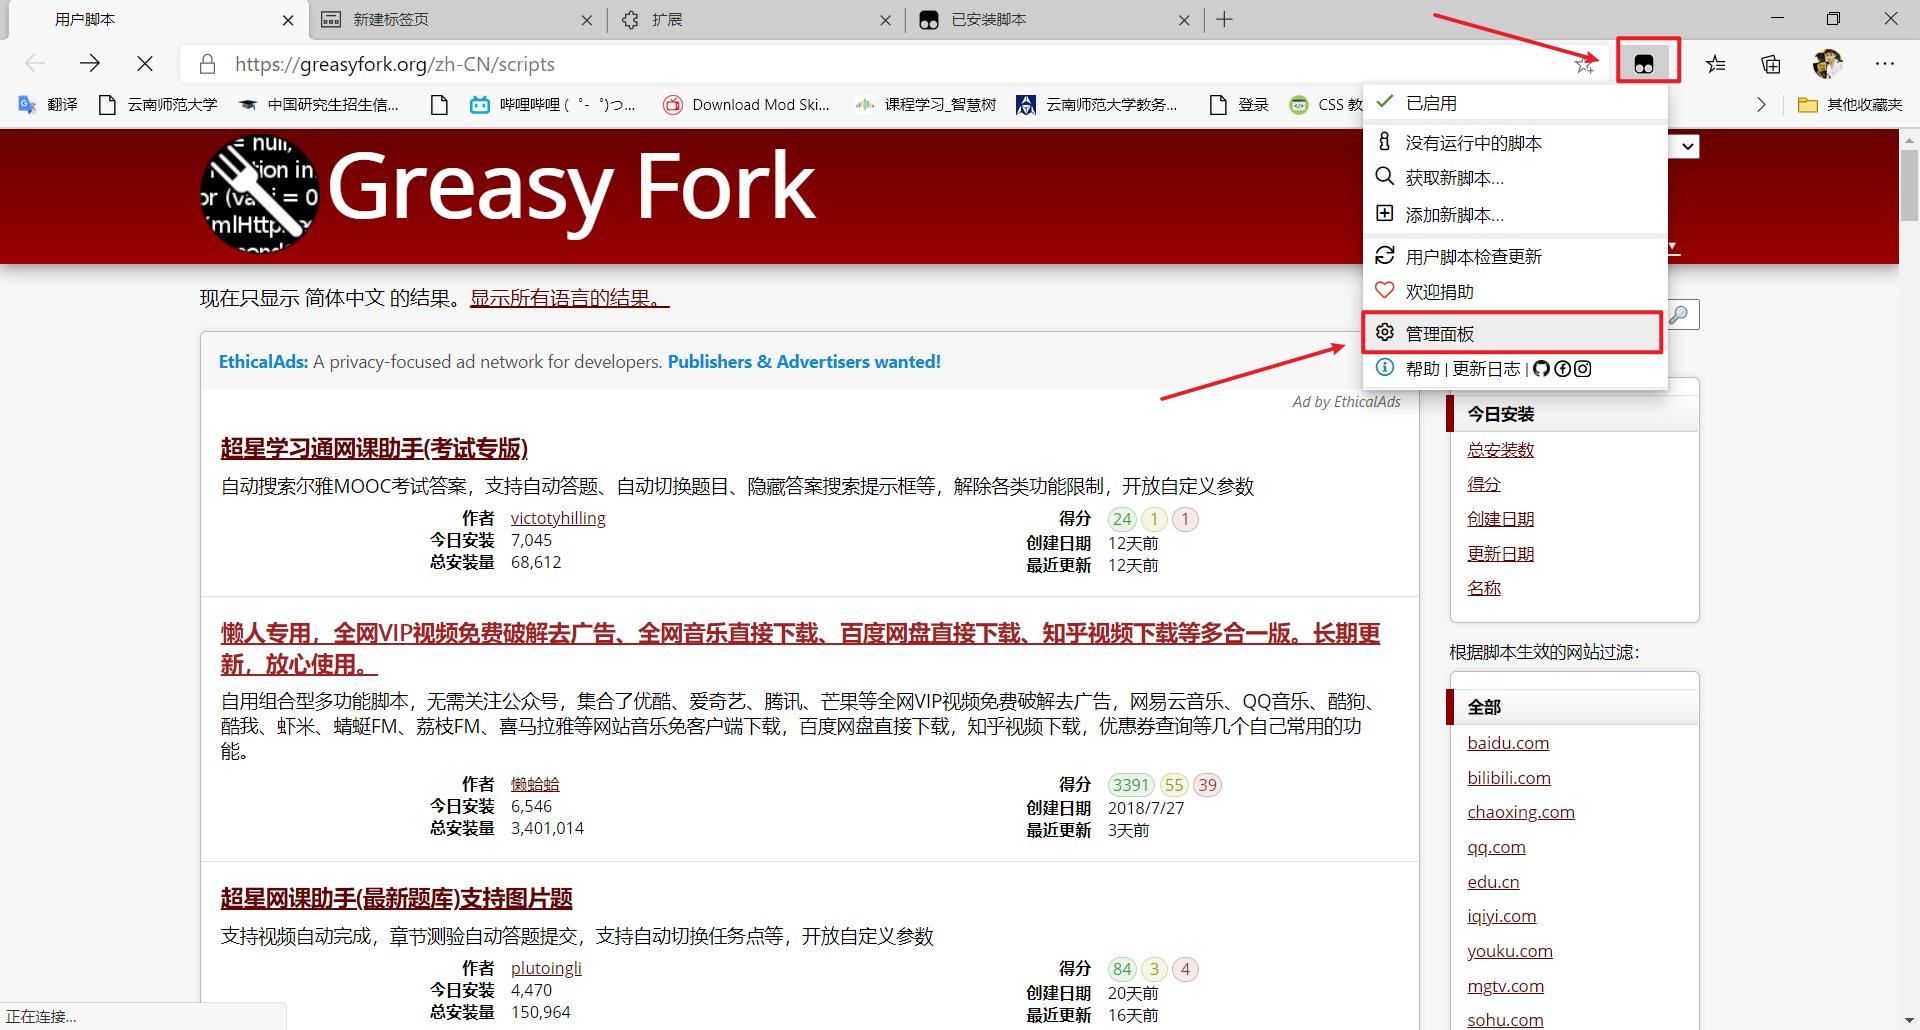 用户脚本
新建标签页
扩展
已安装脚本
https://greasyfork.org/zh-CN/scripts
翻译
云南师范大学
中国研究生招生信...
哔哩哔哩 (゜-゜)つ...
Download Mod Ski...
课程学习_智慧树
云南师范大学教务...
登录
CSS 教
其他收藏夹
已启用
没有运行中的脚本
获取新脚本...
添加新脚本...
用户脚本检查更新
欢迎捐助
管理面板
帮助 | 更新日志 |
= null,
tion in
or (va i = 0
mlHttp
Greasy Fork
现在只显示 简体中文 的结果。显示所有语言的结果。
EthicalAds: A privacy-focused ad network for developers. Publishers & Advertisers wanted!
Ad by EthicalAds
超星学习通网课助手(考试专版)
自动搜索尔雅MOOC考试答案，支持自动答题、自动切换题目、隐藏答案搜索提示框等，解除各类功能限制，开放自定义参数
作者 victotyhilling
今日安装 7,045
总安装量 68,612
得分 24 1 1
创建日期 12天前
最近更新 12天前
懒人专用，全网VIP视频免费破解去广告、全网音乐直接下载、百度网盘直接下载、知乎视频下载等多合一版。长期更
新，放心使用。
自用组合型多功能脚本，无需关注公众号，集合了优酷、爱奇艺、腾讯、芒果等全网VIP视频免费破解去广告，网易云音乐、QQ音乐、酷狗、
酷我、虾米、蜻蜓FM、荔枝FM、喜马拉雅等网站音乐免客户端下载，百度网盘直接下载，知乎视频下载，优惠券查询等几个自己常用的功
能。
作者 懒蛤蛤
今日安装 6,546
总安装量 3,401,014
得分 3391 55 39
创建日期 2018/7/27
最近更新 3天前
超星网课助手(最新题库)支持图片题
支持视频自动完成，章节测验自动答题提交，支持自动切换任务点等，开放自定义参数
作者 plutoingli
今日安装 4,470
总安装量 150,964
得分 84 3 4
创建日期 20天前
最近更新 16天前
今日安装
总安装数
得分
创建日期
更新日期
名称
根据脚本生效的网站过滤：
全部
baidu.com
bilibili.com
chaoxing.com
qq.com
edu.cn
iqiyi.com
youku.com
mgtv.com
sohu.com
正在连接...